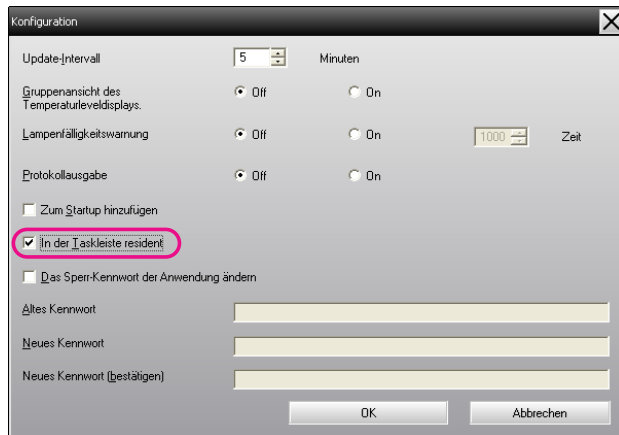 Konfiguration
Update-Intervall 5 Minuten
Gruppenansicht des Temperaturleveldisplays. Off On
Lampenfälligkeitswarnung Off On 1000 Zeit
Protokollausgabe Off On
Zum Startup hinzufügen
In der Taskleiste resident
Das Sperr-Kennwort der Anwendung ändern
Altes Kennwort
Neues Kennwort
Neues Kennwort (bestätigen)
OK Abbrechen